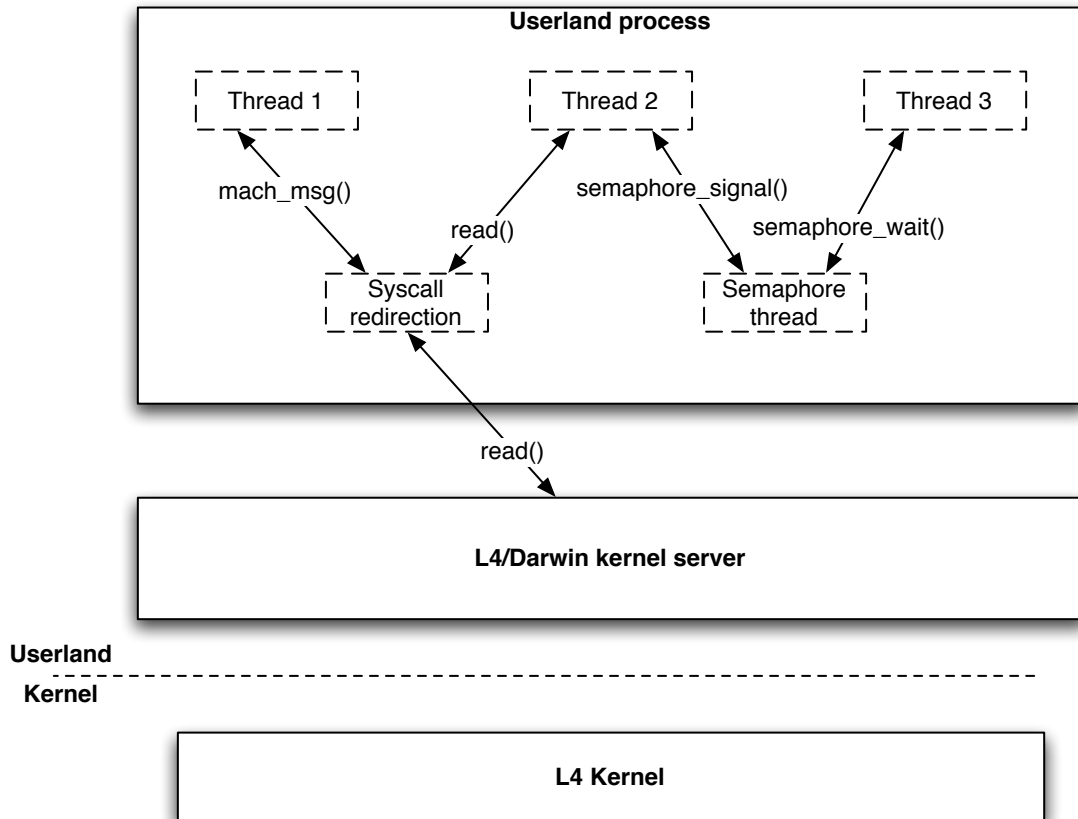 Userland process
Thread 1
Thread 2
Thread 3
mach_msg()
semaphore_signal()
read()
semaphore_wait()
Syscall
redirection
Semaphore
thread
read()
L4/Darwin kernel server
Userland
Kernel
L4 Kernel